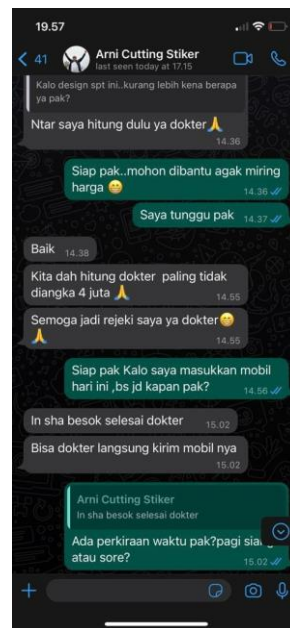 19.57
41
Arni Cutting Stiker
last seen today at 17.15
Kalo design spt ini..kurang lebih kena berapa
ya pak?
Ntar saya hitung dulu ya dokter🙏
14.36
Siap pak..mohon dibantu agak miring
harga 😁
14.36
Saya tunggu pak 14.37
Baik 14.38
Kita dah hitung dokter paling tidak
diangka 4 juta 🙏
14.55
Semoga jadi rejeki saya ya dokter😁
🙏
14.55
Siap pak Kalo saya masukkan mobil
hari ini ,bs jd kapan pak?
14.56
In sha besok selesai dokter 15.02
Bisa dokter langsung kirim mobil nya
15.02
Arni Cutting Stiker
In sha besok selesai dokter
Ada perkiraan waktu pak?pagi
atau sore?
15.02